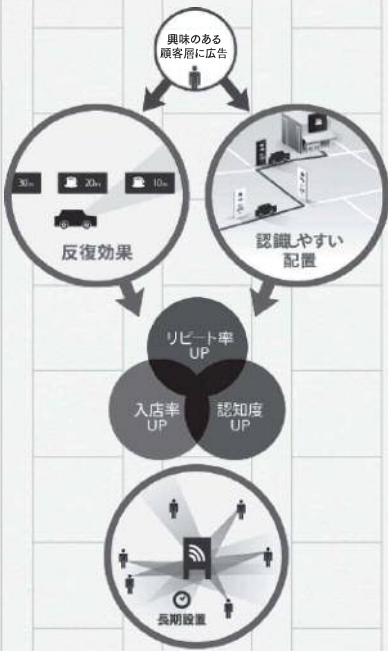 興味のある
顧客層に広告
30m
20m
10m
反復効果
認識しやすい
配置
リピート率
UP
入店率
UP
認知度
UP
長期設置